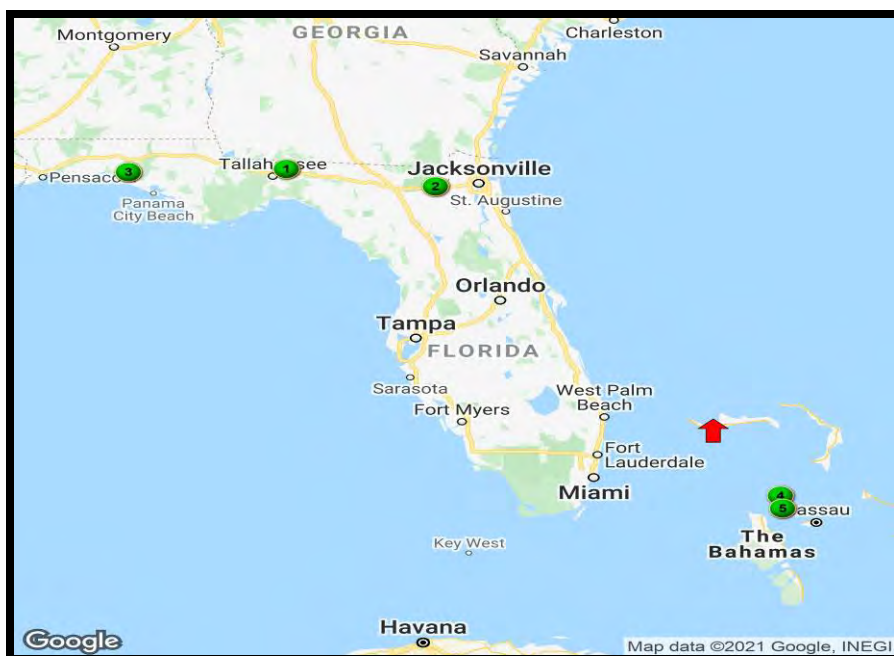 Montgomery
GEORGIA
Charleston
Savannah
3
Pensaco
Panama
City Beach
1
Tallahassee
2
Jacksonville
St. Augustine
Orlando
Tampa
FLORIDA
Sarasota
Fort Myers
West Palm
Beach
Fort
Lauderdale
Miami
4
5
assau
The
Bahamas
Key West
Havana
Google
Map data ©2021 Google, INEGI